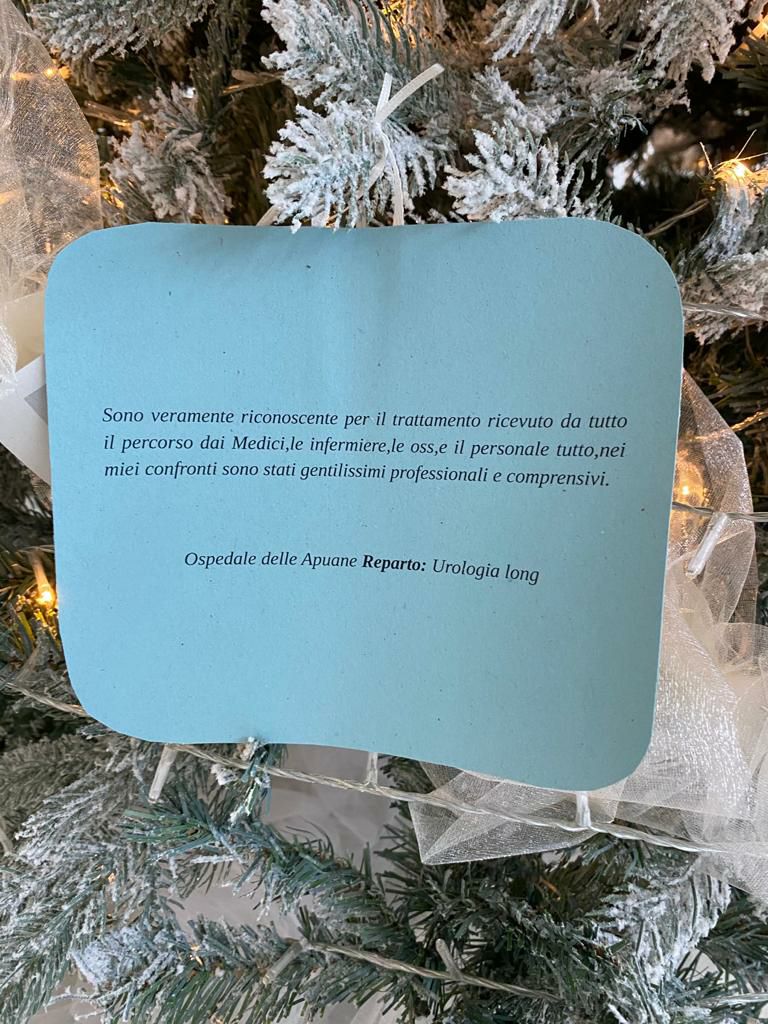 Sono veramente riconoscente per il trattamento ricevuto da tutto
il percorso dai Medici,le infermiere,le oss,e il personale tutto,nei
miei confronti sono stati gentilissimi professionali e comprensivi.
Ospedale delle Apuane Reparto: Urologia long